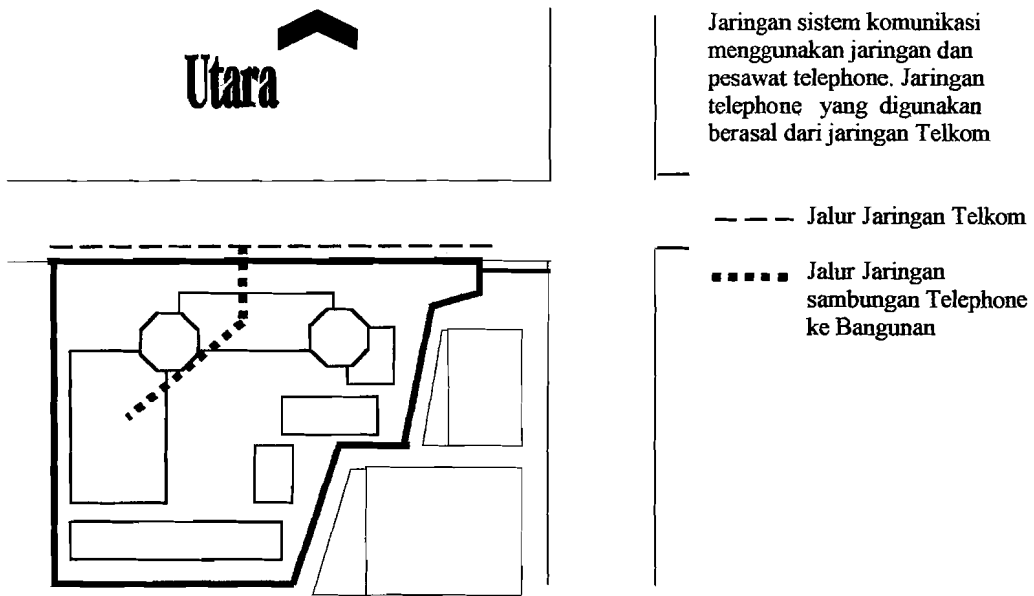 Utara
Jaringan sistem komunikasi
menggunakan jaringan dan
pesawat telephone. Jaringan
telephone yang digunakan
berasal dari jaringan Telkom
Jalur Jaringan Telkom
Jalur Jaringan
sambungan Telephone
ke Bangunan